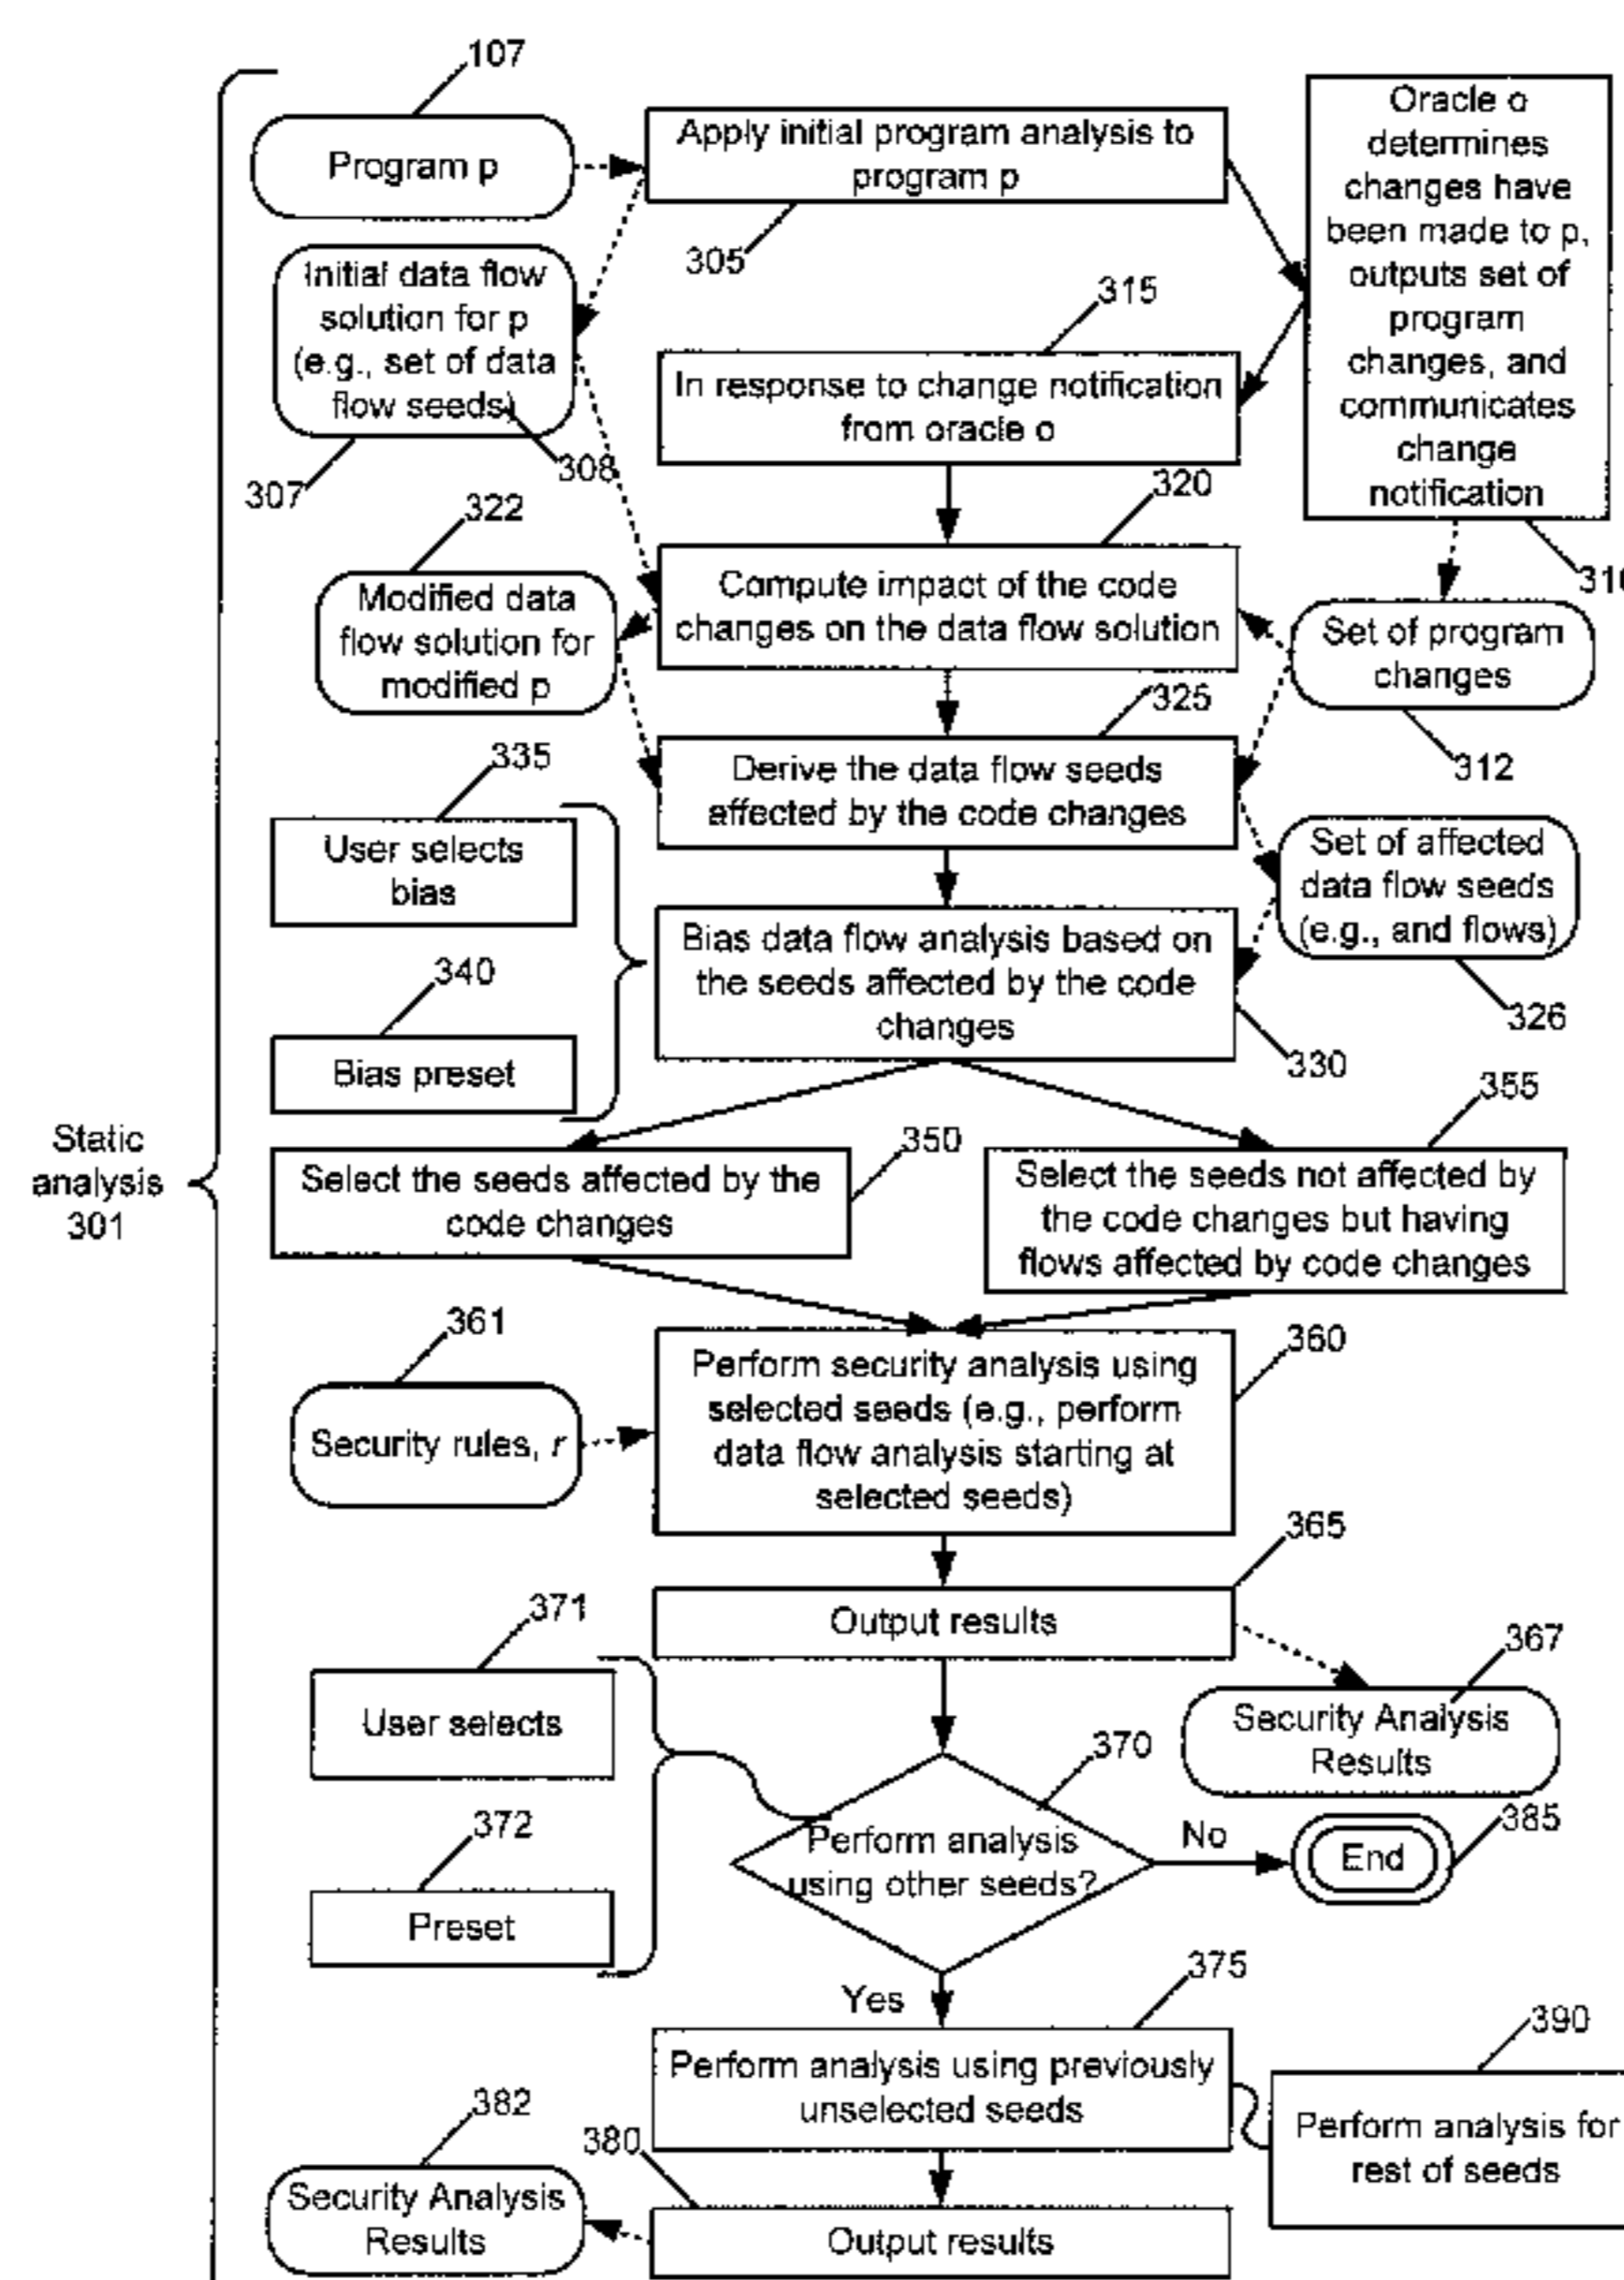 107
Program p
Apply initial program analysis to
program p
305
Oracle o
determines
changes have
been made to p,
outputs set of
program
changes, and
communicates
change
notification
Initial data flow
solution for p
(e.g., set of data
flow seeds)
308
307
315
In response to change notification
from oracle o
320
322
Modified data
flow solution for
modified p
Compute impact of the code
changes on the data flow solution
Set of program
changes
312
325
Derive the data flow seeds
affected by the code changes
335
User selects
bias
Set of affected
data flow seeds
(e.g., and flows)
326
340
Bias preset
Bias data flow analysis based on
the seeds affected by the code
changes
330
Static
analysis
301
350
Select the seeds affected by the
code changes
355
Select the seeds not affected by
the code changes but having
flows affected by code changes
361
Security rules, r
360
Perform security analysis using
selected seeds (e.g., perform
data flow analysis starting at
selected seeds)
365
Output results
367
Security Analysis
Results
371
User selects
372
Preset
370
Perform analysis
using other seeds?
No
End
385
Yes
375
Perform analysis using previously
unselected seeds
390
Perform analysis for
rest of seeds
382
Security Analysis
Results
380
Output results